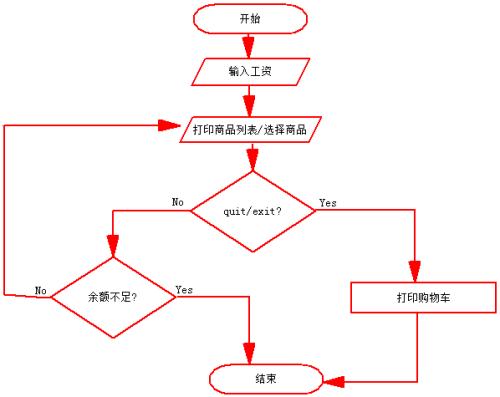 开始
输入工资
打印商品列表/选择商品
quit/exit?
No
Yes
余额不足?
No
Yes
打印购物车
结束